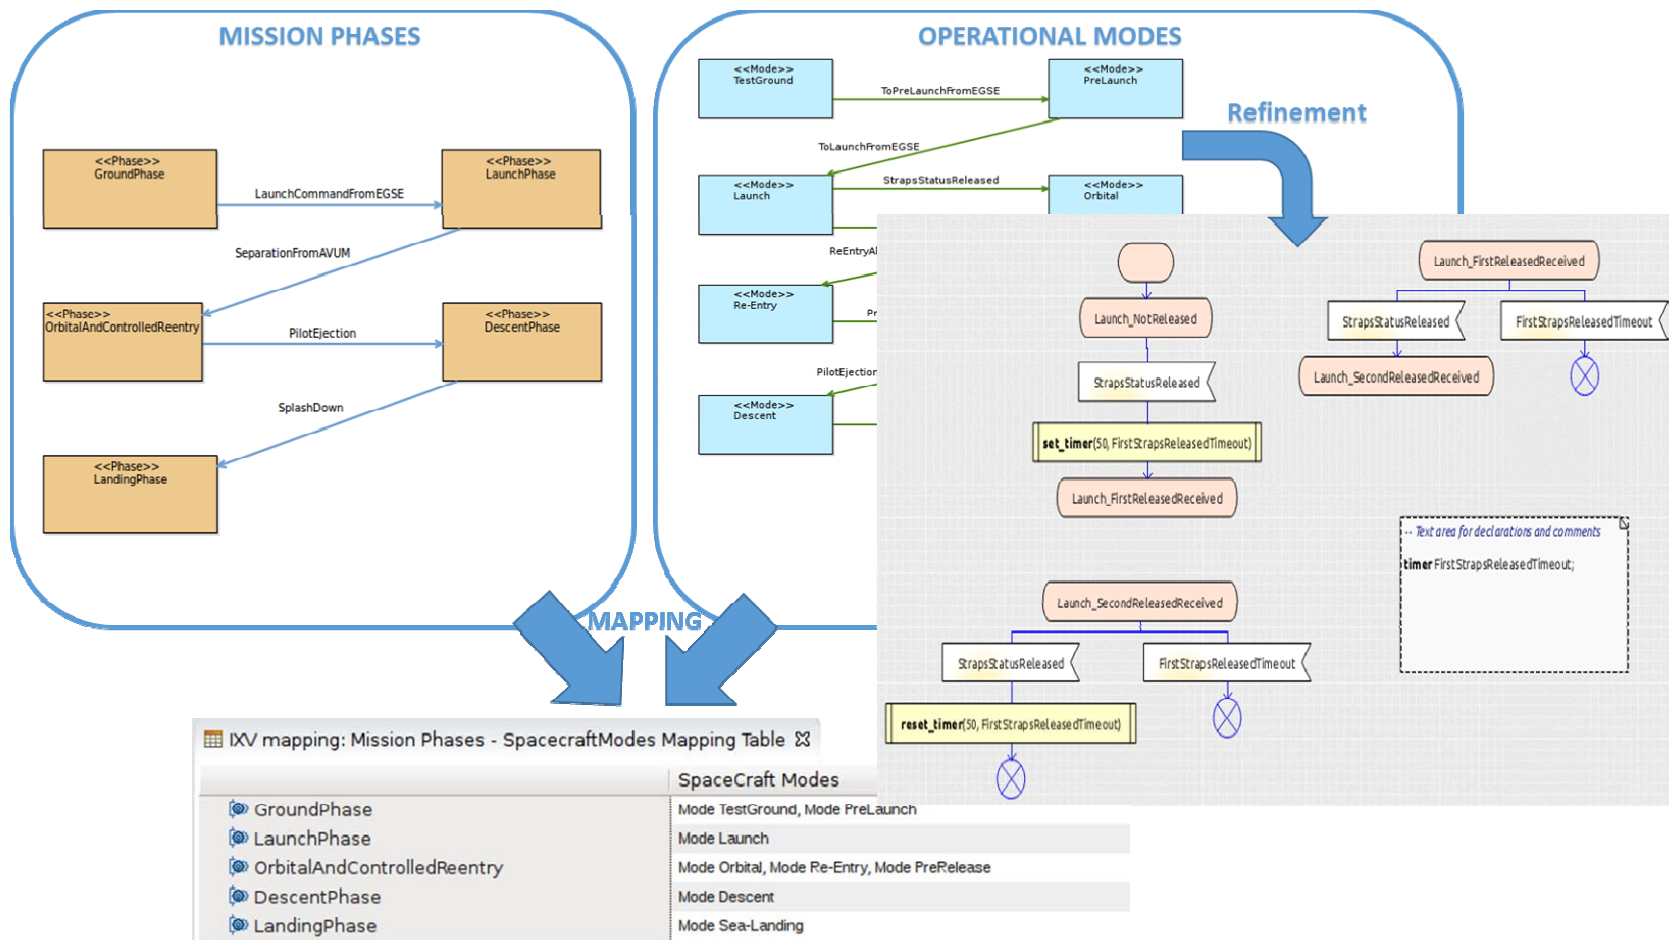 MISSION PHASES
<<Phase>>
GroundPhase
<<Phase>>
LaunchPhase
LaunchCommandFromEGSE
SeparationFromAVUM
<<Phase>>
OrbitalAndControlledReentry
<<Phase>>
DescentPhase
PilotEjection
SplashDown
<<Phase>>
LandingPhase
OPERATIONAL MODES
<<Mode>>
TestGround
<<Mode>>
PreLaunch
ToPreLaunchFromEGSE
ToLaunchFromEGSE
<<Mode>>
Launch
StrapsStatusReleased
<<Mode>>
Orbital
ReEntryAl
<<Mode>>
Re-Entry
Pr
PilotEjection
<<Mode>>
Descent
Refinement
Launch_NotReleased
StrapsStatusReleased
set_timer(50, FirstStrapsReleasedTimeout)
Launch_FirstReleasedReceived
Launch_FirstReleasedReceived
StrapsStatusReleased
FirstStrapsReleasedTimeout
Launch_SecondReleasedReceived
-- Text area for declarations and comments
timer FirstStrapsReleasedTimeout;
Launch_SecondReleasedReceived
StrapsStatusReleased
FirstStrapsReleasedTimeout
reset_timer(50, FirstStrapsReleasedTimeout)
MAPPING
IXV mapping: Mission Phases - SpacecraftModes Mapping Table
SpaceCraft Modes
GroundPhase Mode TestGround, Mode PreLaunch
LaunchPhase Mode Launch
OrbitalAndControlledReentry Mode Orbital, Mode Re-Entry, Mode PreRelease
DescentPhase Mode Descent
LandingPhase Mode Sea-Landing